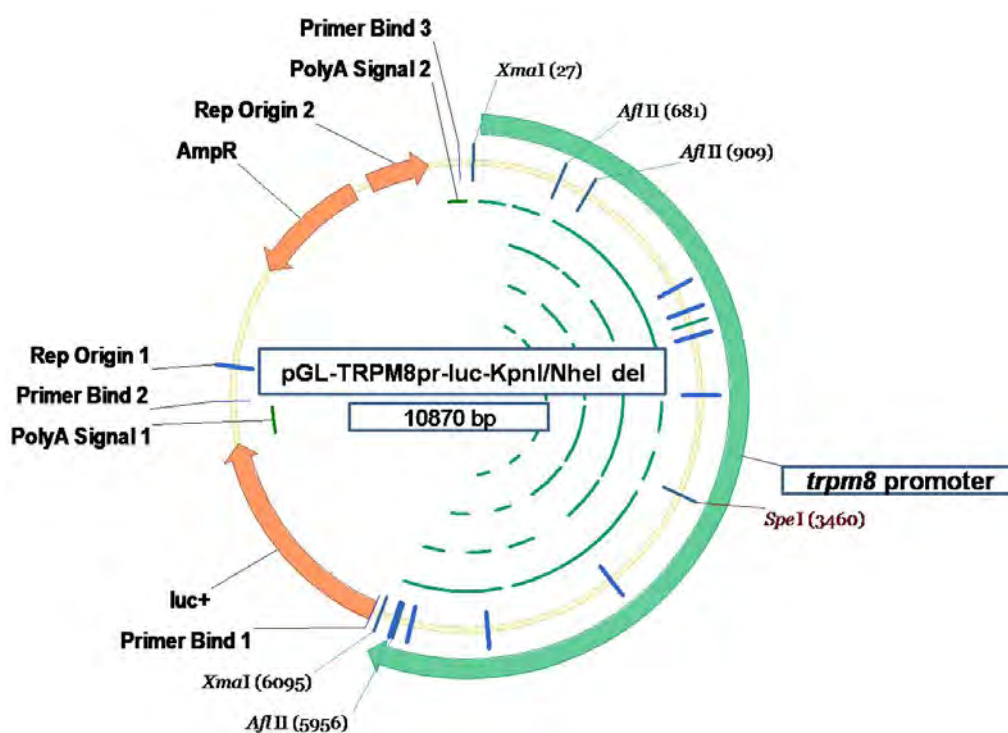 Primer Bind 3
PolyA Signal 2
XmaI (27)
Rep Origin 2
AflII (681)
AmpR
AflII (909)
Rep Origin 1
pGL-TRPM8pr-luc-KpnI/NheI del
Primer Bind 2
10870 bp
PolyA Signal 1
trpm8 promoter
SpeI (3460)
luc+
Primer Bind 1
XmaI (6095)
AflII (5956)